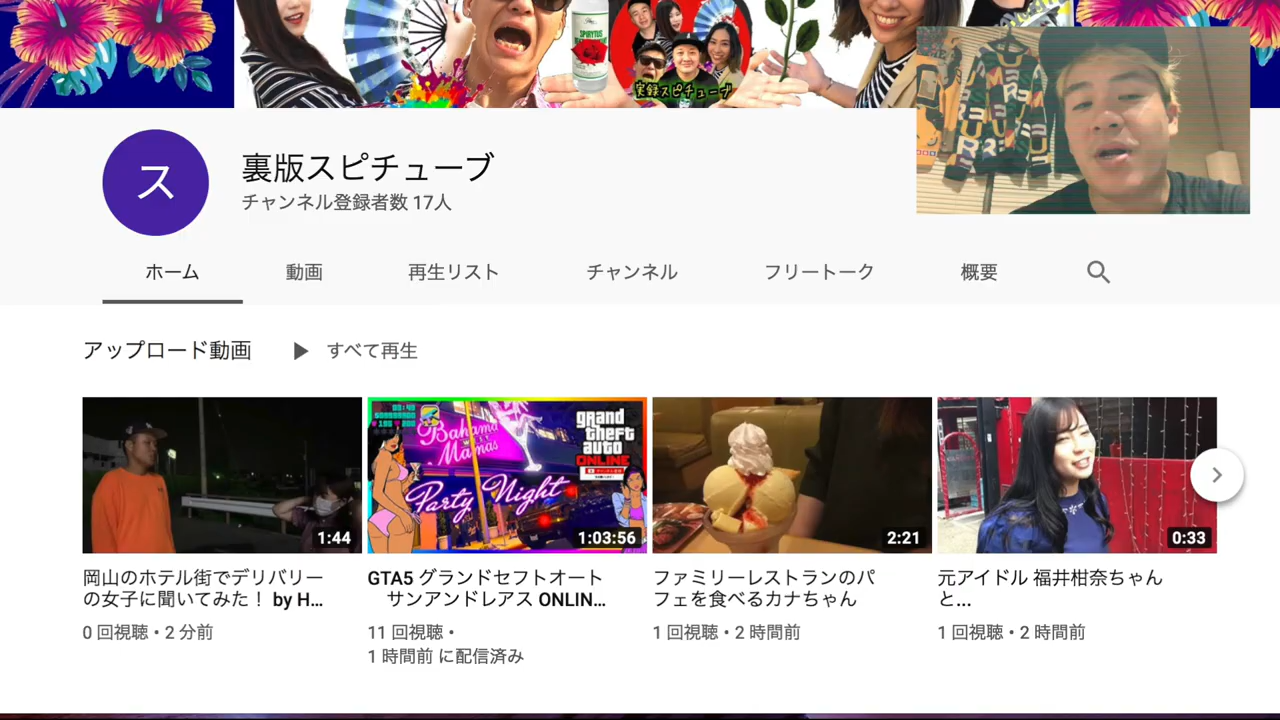 SPIRYTUS
実録スピチューブ
ス
裏版スピチューブ
チャンネル登録者数 17人
ホーム
動画
再生リスト
チャンネル
フリートーク
概要
アップロード動画
すべて再生
1:44
Bahama
Mamas
Party Night
grand
theft
auto
ONLINE
1:03:56
2:21
0:33
岡山のホテル街でデリバリー
の女子に聞いてみた！ by H...
0 回視聴・2 分前
GTA5 グランドセフトオート
サンアンドレアス ONLIN...
11 回視聴・
1 時間前 に配信済み
ファミリーレストランのパ
フェを食べるカナちゃん
1 回視聴・2 時間前
元アイドル 福井柑奈ちゃん
と...
1 回視聴・2 時間前